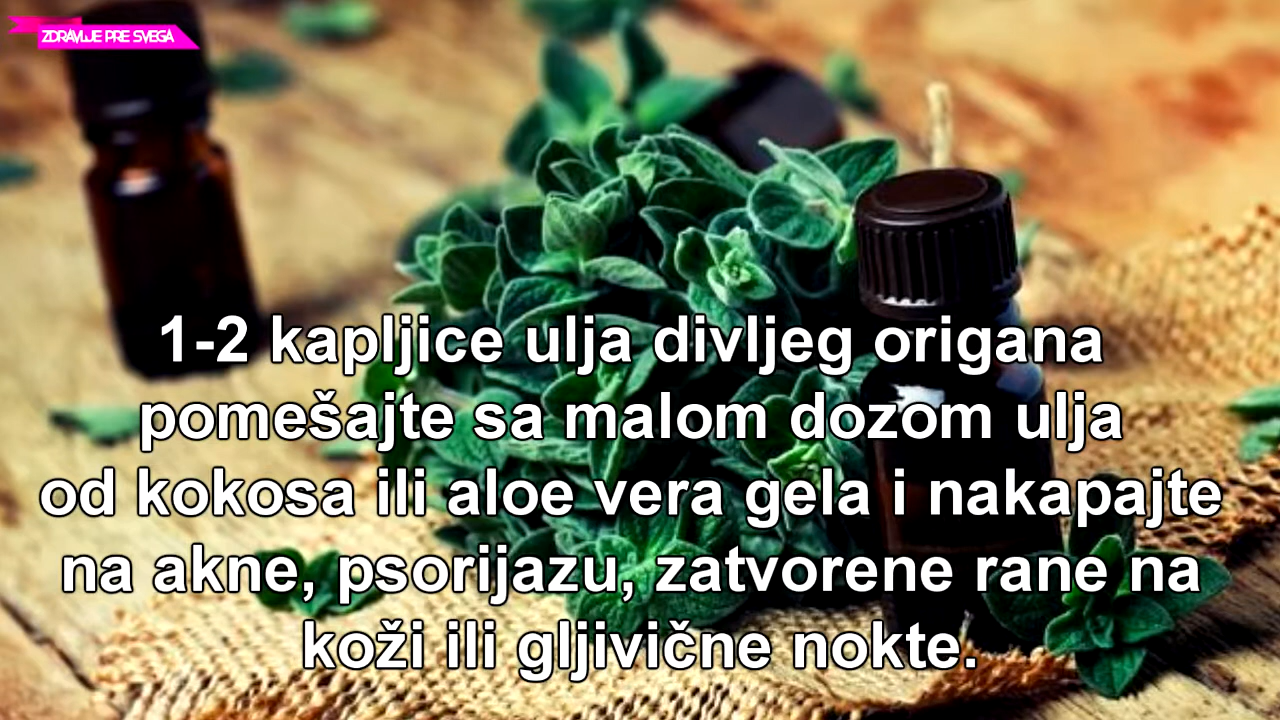 ZDRAVLJE PRE SVEGA
1-2 kapljice ulja divljeg origana
pomešajte sa malom dozom ulja
od kokosa ili aloe vera gela i nakapajte
na akne, psorijazu, zatvorene rane na
koži ili gljivične nokte.